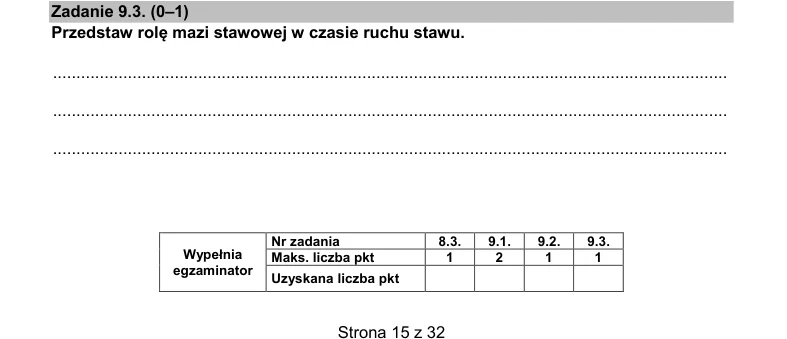 Zadanie 9.3. (0–1)
Przedstaw rolę mazi stawowej w czasie ruchu stawu.
..........................................................................................................................................................
..........................................................................................................................................................
..........................................................................................................................................................
Wypełnia egzaminator
Nr zadania 8.3. 9.1. 9.2. 9.3.
Maks. liczba pkt 1 2 1 1
Uzyskana liczba pkt
Strona 15 z 32